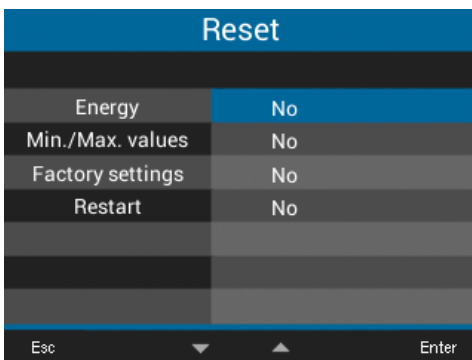 Reset
Energy No
Min./Max. values No
Factory settings No
Restart No
Esc Enter